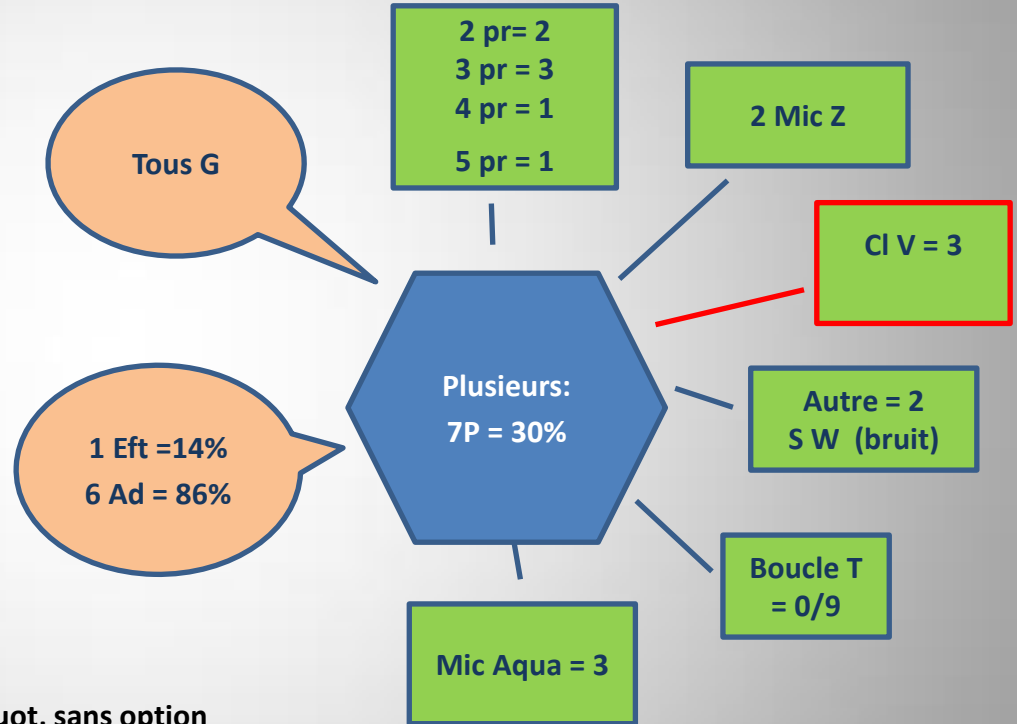 2 pr= 2
3 pr = 3
4 pr = 1
5 pr = 1
Tous G
2 Mic Z
Cl V = 3
Plusieurs:
7P = 30%
Autre = 2
S W (bruit)
1 Eft =14%
6 Ad = 86%
Boucle T
= 0/9
Mic Aqua = 3
sans option